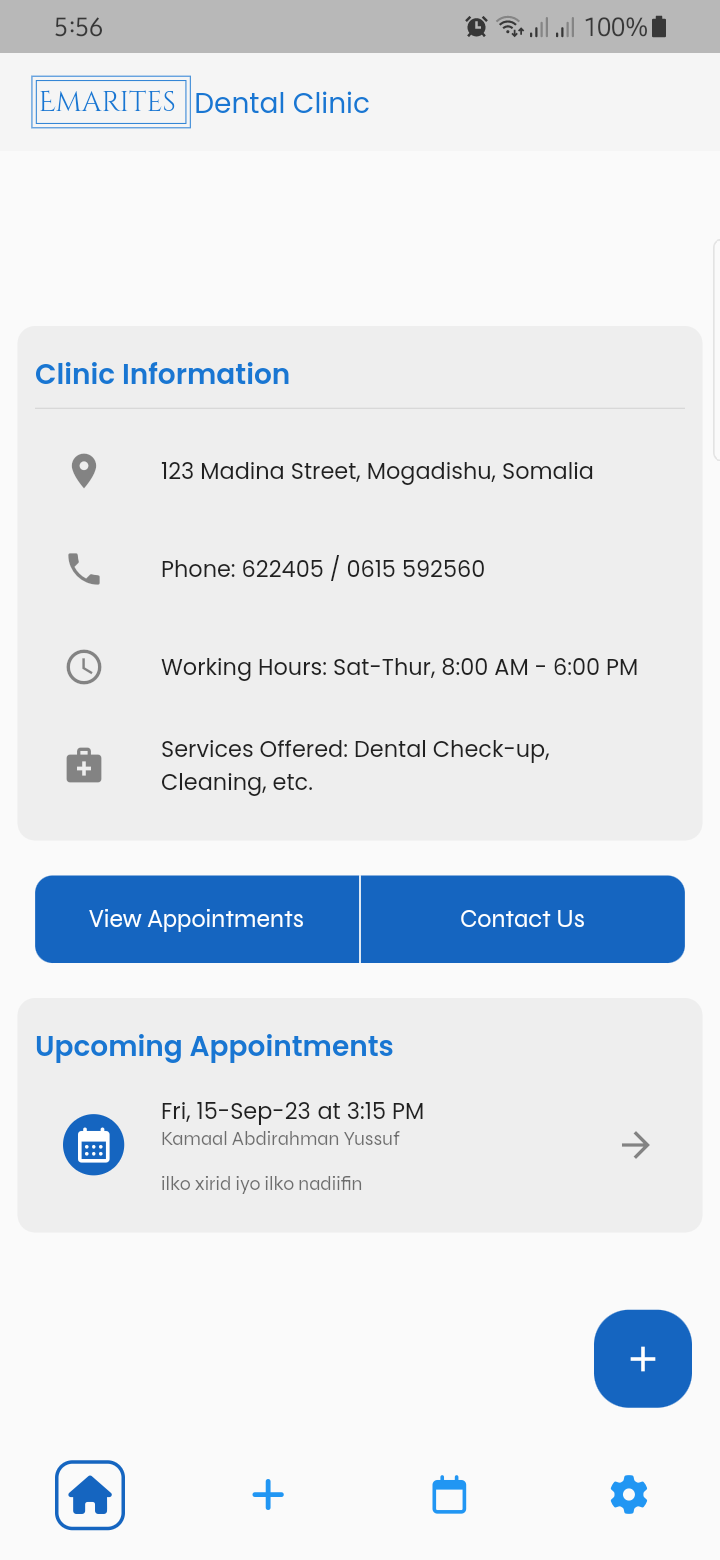 5:56
100%
EMARITES Dental Clinic
Clinic Information
123 Madina Street, Mogadishu, Somalia
Phone: 622405 / 0615 592560
Working Hours: Sat-Thur, 8:00 AM - 6:00 PM
Services Offered: Dental Check-up,
Cleaning, etc.
View Appointments
Contact Us
Upcoming Appointments
Fri, 15-Sep-23 at 3:15 PM
Kamaal Abdirahman Yussuf
ilko xirid iyo ilko nadiifin